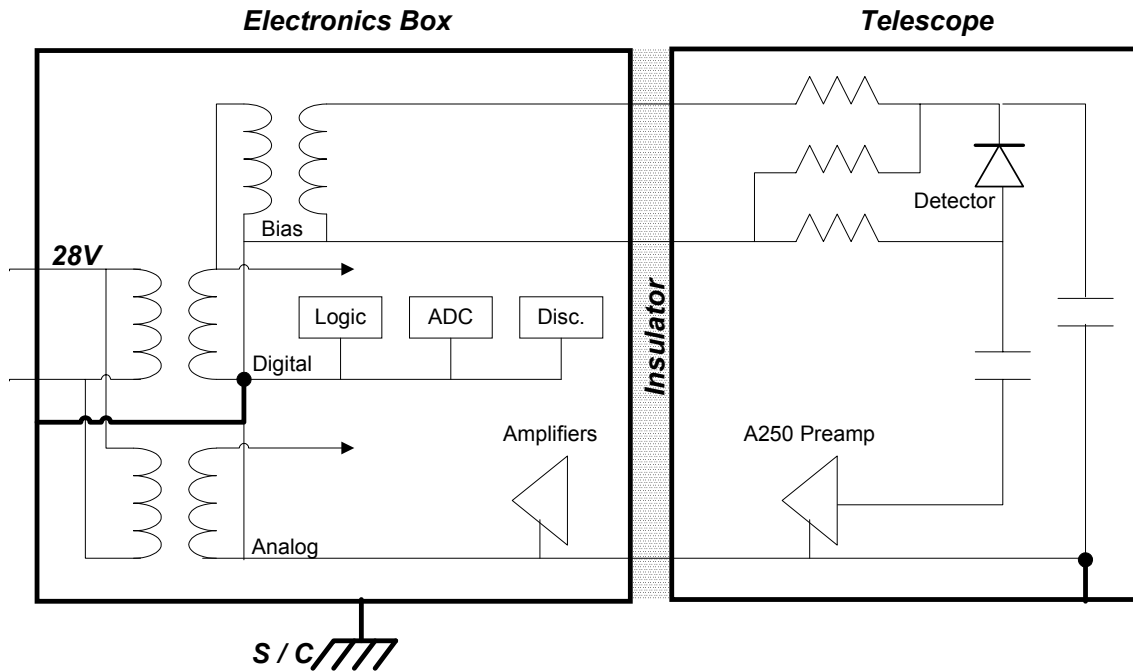 Electronics Box
Telescope
Bias
Detector
28V
Logic
ADC
Disc.
Insulator
Digital
Amplifiers
A250 Preamp
Analog
S / C